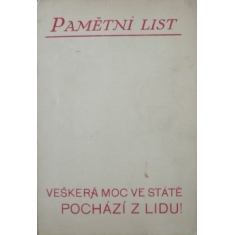 PAMĚTNÍ LIST
VEŠKERÁ MOC VE STÁTĚ
POCHÁZÍ Z LIDU!